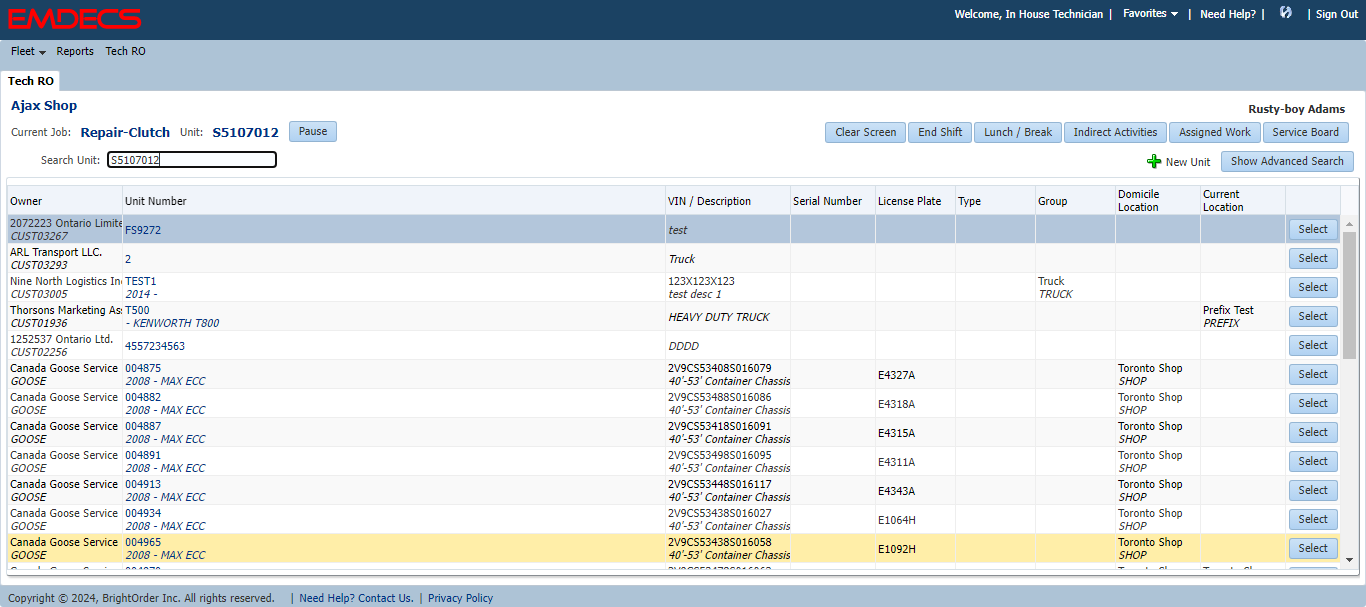 EMDECS
Welcome, In House Technician | Favorites | Need Help? | | Sign Out
Fleet Reports Tech RO
Tech RO
Ajax Shop
Rusty-boy Adams
Current Job: Repair-Clutch Unit: S5107012 Pause
Clear Screen End Shift Lunch / Break Indirect Activities Assigned Work Service Board
Search Unit: S5107012
New Unit Show Advanced Search
Owner Unit Number VIN / Description Serial Number License Plate Type Group Domicile Location Current Location
2072223 Ontario Limite FS9272 test Select
CUST03267
ARL Transport LLC. 2 Truck Select
CUST03293
Nine North Logistics In TEST1 123X123X123 Truck Select
CUST03005 2014 - test desc 1 TRUCK
Thorsons Marketing As T500 HEAVY DUTY TRUCK Prefix Test Select
CUST01936 - KENWORTH T800 PREFIX
1252537 Ontario Ltd. 4557234563 DDDD Select
CUST02256
Canada Goose Service 004875 2V9CS53408S016079 E4327A Toronto Shop Select
GOOSE 2008 - MAX ECC 40'-53' Container Chassis SHOP
Canada Goose Service 004882 2V9CS53488S016086 E4318A Toronto Shop Select
GOOSE 2008 - MAX ECC 40'-53' Container Chassis SHOP
Canada Goose Service 004887 2V9CS53418S016091 E4315A Toronto Shop Select
GOOSE 2008 - MAX ECC 40'-53' Container Chassis SHOP
Canada Goose Service 004891 2V9CS53498S016095 E4311A Toronto Shop Select
GOOSE 2008 - MAX ECC 40'-53' Container Chassis SHOP
Canada Goose Service 004913 2V9CS53448S016117 E4343A Toronto Shop Select
GOOSE 2008 - MAX ECC 40'-53' Container Chassis SHOP
Canada Goose Service 004934 2V9CS53438S016027 E1064H Toronto Shop Select
GOOSE 2008 - MAX ECC 40'-53' Container Chassis SHOP
Canada Goose Service 004965 2V9CS53438S016058 E1092H Toronto Shop Select
GOOSE 2008 - MAX ECC 40'-53' Container Chassis SHOP
Copyright © 2024, BrightOrder Inc. All rights reserved. | Need Help? Contact Us. | Privacy Policy